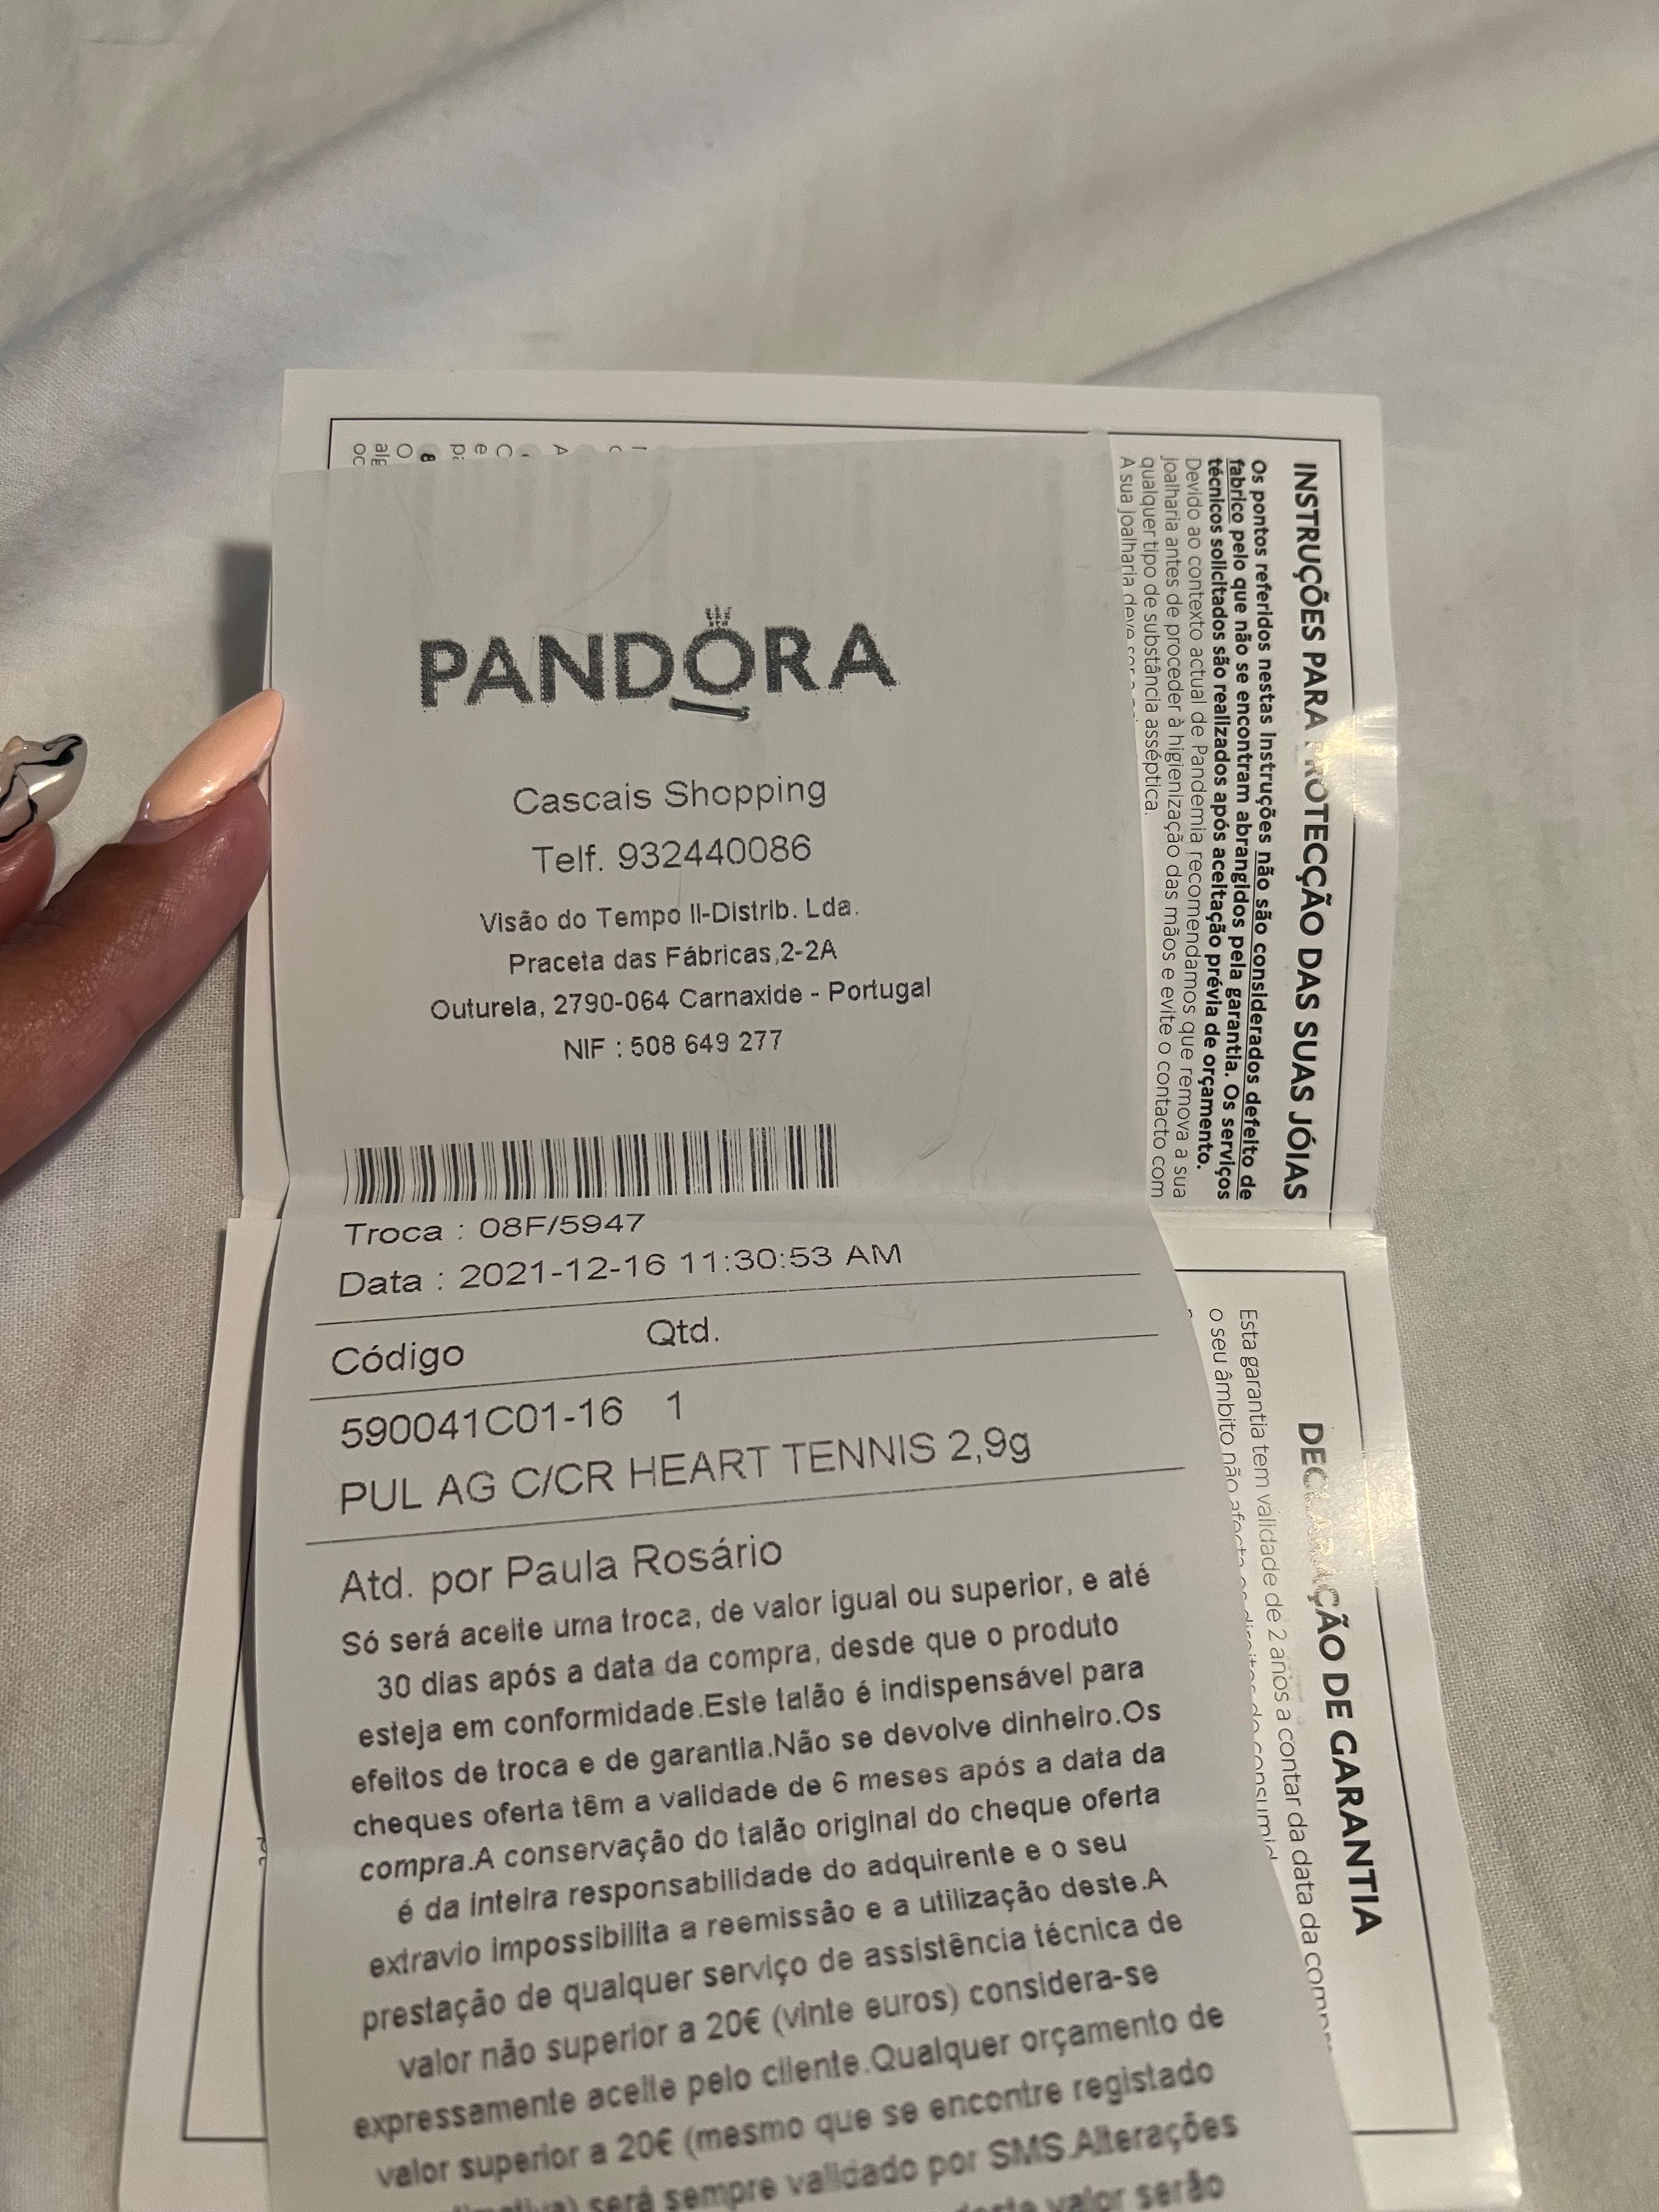 PANDORA
Cascais Shopping
Telf. 932440086
Visão do Tempo II-Distrib. Lda.
Praceta das Fábricas,2-2A
Outurela, 2790-064 Carnaxide - Portugal
NIF : 508 649 277
Troca : 08F/5947
Data : 2021-12-16 11:30:53 AM
Código Qtd.
590041C01-16 1
PUL AG C/CR HEART TENNIS 2,9g
Atd. por Paula Rosário
Só será aceite uma troca, de valor igual ou superior, e até
30 dias após a data da compra, desde que o produto
esteja em conformidade.Este talão é indispensável para
efeitos de troca e de garantia.Não se devolve dinheiro.Os
cheques oferta têm a validade de 6 meses após a data da
compra.A conservação do talão original do cheque oferta
é da inteira responsabilidade do adquirente e o seu
extravio impossibilita a reemissão e a utilização deste.A
prestação de qualquer serviço de assistência técnica de
valor não superior a 20€ (vinte euros) considera-se
expressamente aceite pelo cliente.Qualquer orçamento de
valor superior a 20€ (mesmo que se encontre registado
será sempre validado por SMS.Alterações
valor serão
INSTRUÇÕES PARA PROTECÇÃO DAS SUAS JÓIAS
Os pontos referidos nestas Instruções não são considerados defeito de
fabrico pelo que não se encontram abrangidos pela garantia. Os serviços
técnicos solicitados são realizados após aceitação prévia de orçamento.
Devido ao contexto actual de Pandemia recomendamos que remova a sua
joalharia antes de proceder à higienização das mãos e evite o contacto com
qualquer tipo de substância asséptica.
A sua joalharia deve ser
DECLARAÇÃO DE GARANTIA
Esta garantia tem validade de 2 anos a contar da data da
o seu âmbito não afecta os direitos do